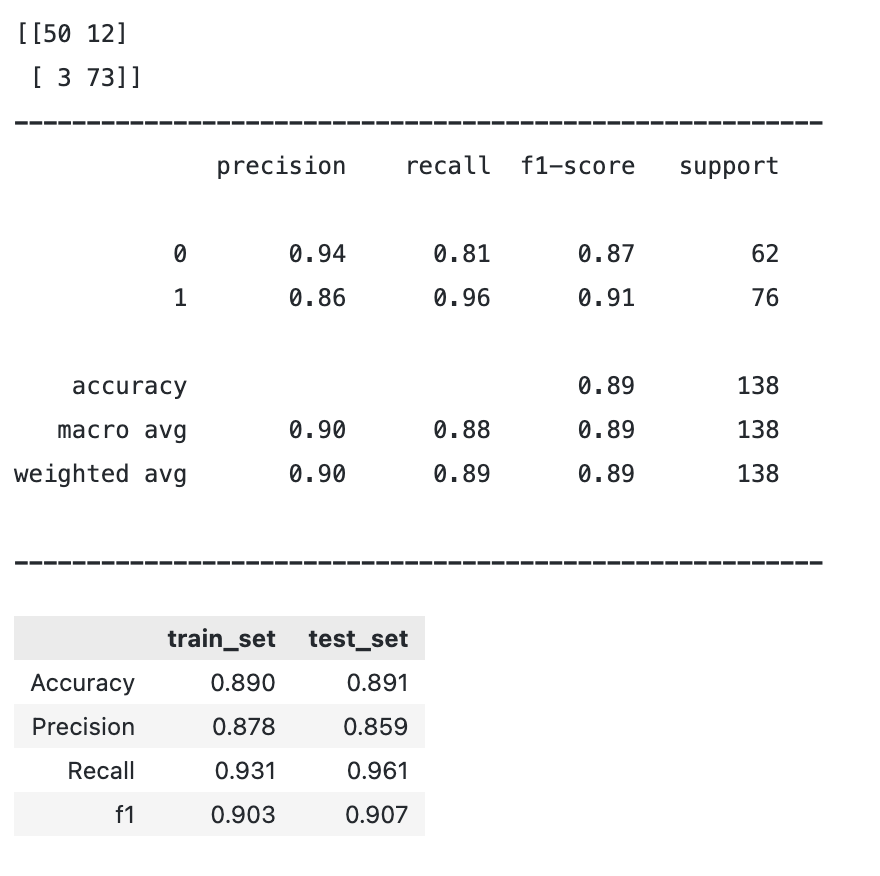 [[50 12]
 [ 3 73]]
--------------------------------------------------------
              precision    recall  f1-score   support

           0       0.94      0.81      0.87        62
           1       0.86      0.96      0.91        76

    accuracy                           0.89       138
   macro avg       0.90      0.88      0.89       138
weighted avg       0.90      0.89      0.89       138

--------------------------------------------------------
train_set test_set
Accuracy 0.890 0.891
Precision 0.878 0.859
Recall 0.931 0.961
f1 0.903 0.907